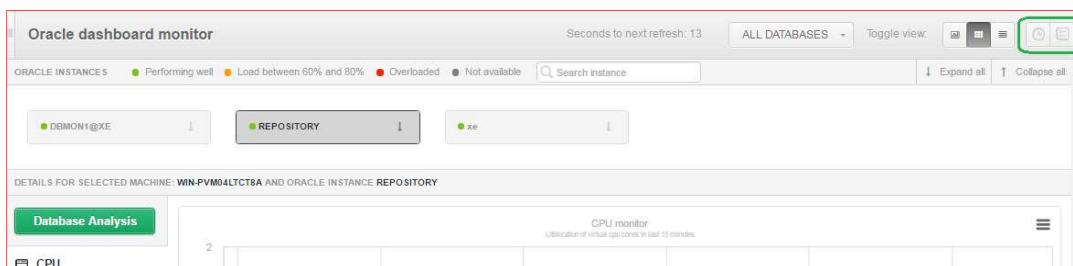 Oracle dashboard monitor
Seconds to next refresh: 13
ALL DATABASES
Toggle view:
ORACLE INSTANCES
Performing well
Load between 60% and 80%
Overloaded
Not available
Search instance
Expand all
Collapse all
DBMON1@XE
REPOSITORY
xe
DETAILS FOR SELECTED MACHINE: WIN-PVM04LTCT8A AND ORACLE INSTANCE REPOSITORY
Database Analysis
CPU monitor
Utilization of virtual cpu cores in last 15 minutes
2
CPU